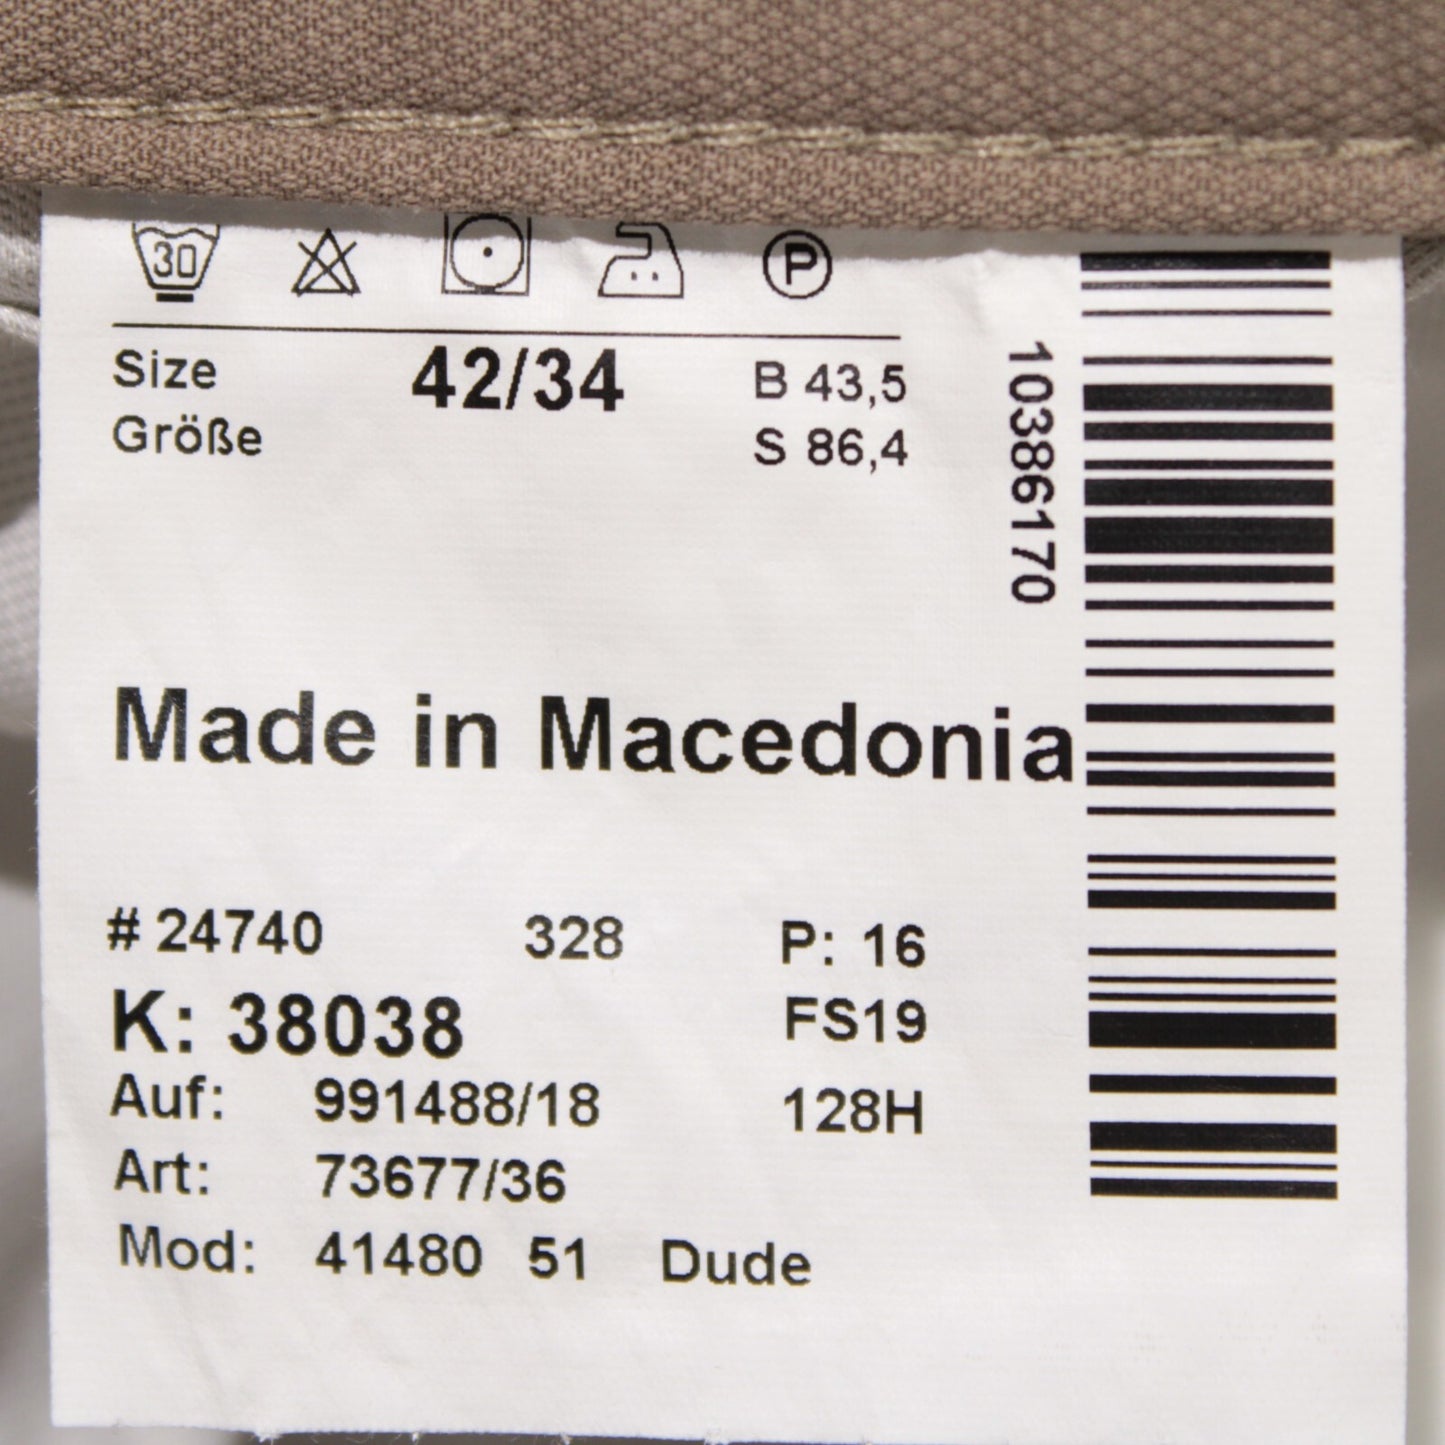 30 P
Size 42/34 B 43,5
Größe S 86,4
10386170
Made in Macedonia
# 24740 328 P: 16
K: 38038 FS19
Auf: 991488/18 128H
Art: 73677/36
Mod: 41480 51 Dude